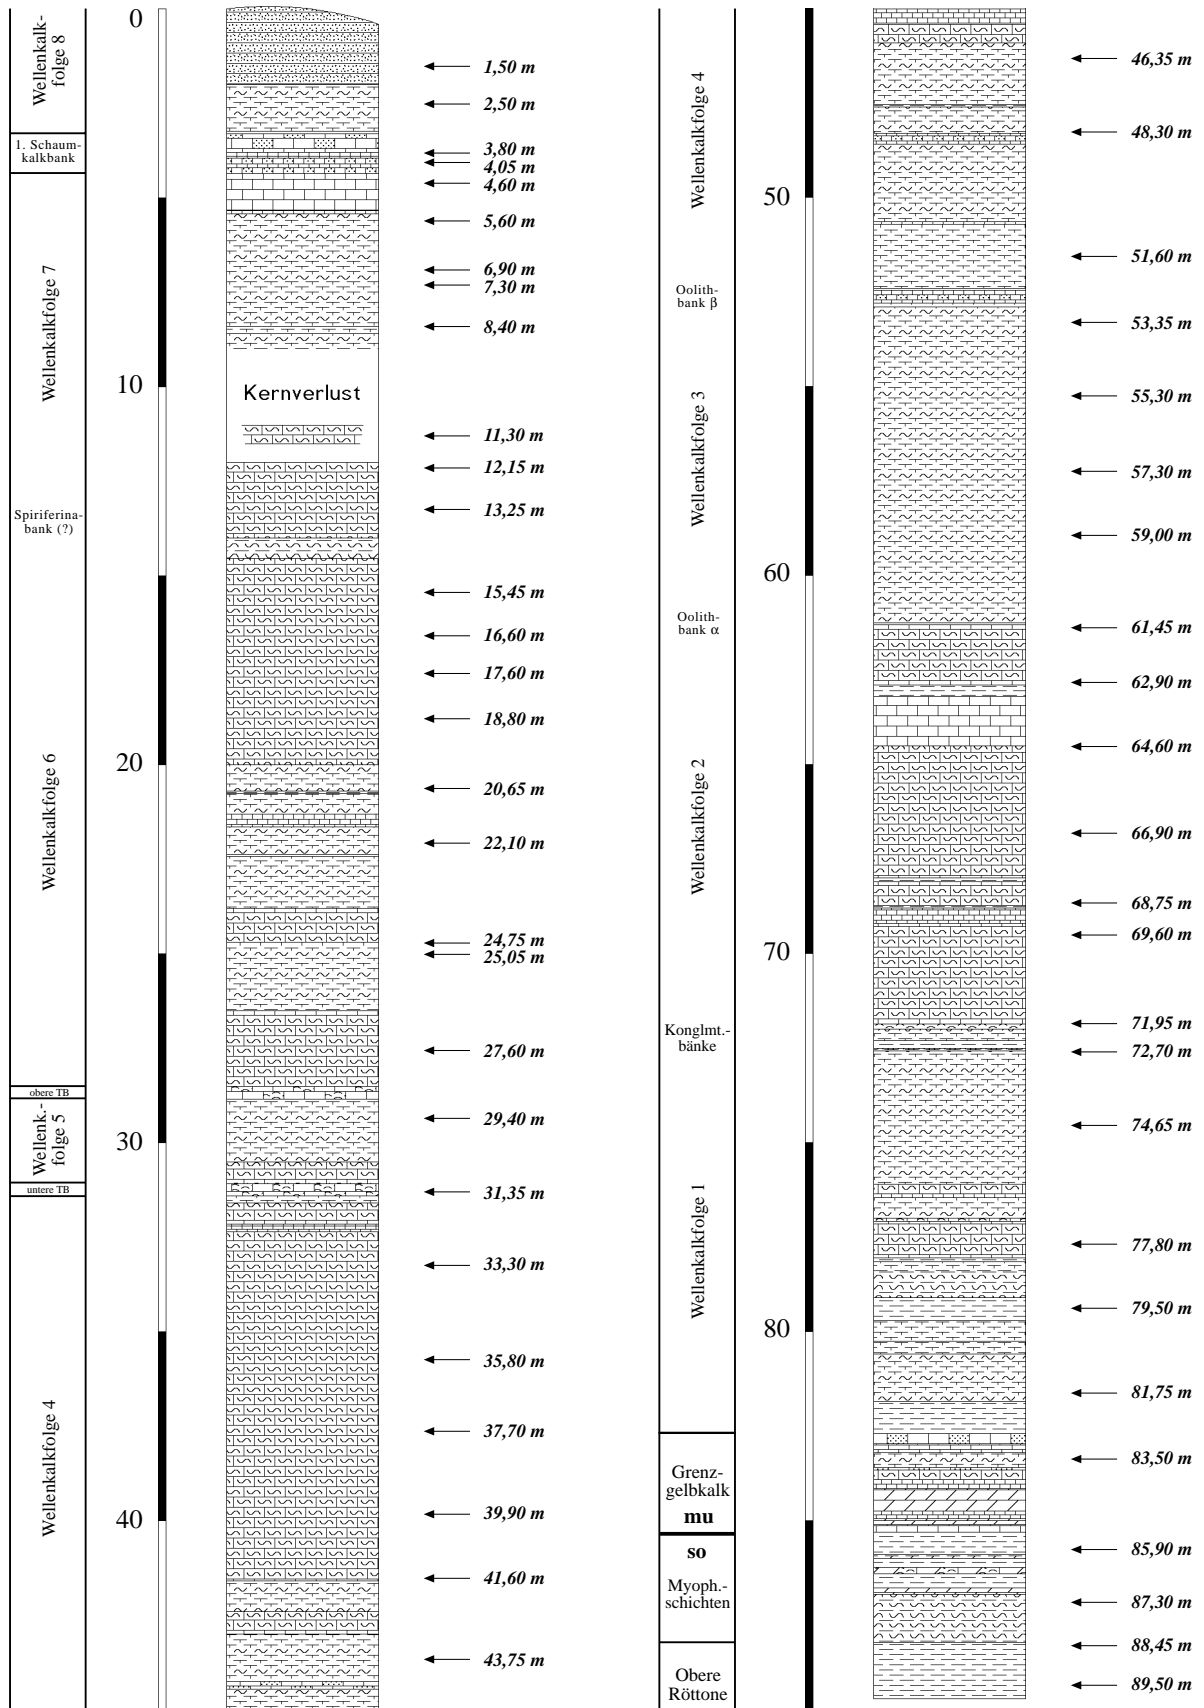 Wellenkalk-
folge 8
1. Schaum-
kalkbank
Wellenkalkfolge 7
Spiriferina-
bank (?)
Wellenkalkfolge 6
obere TB
Wellenk.-
folge 5
untere TB
Wellenkalkfolge 4
0
10
20
30
40
Kernverlust
1,50 m
2,50 m
3,80 m
4,05 m
4,60 m
5,60 m
6,90 m
7,30 m
8,40 m
11,30 m
12,15 m
13,25 m
15,45 m
16,60 m
17,60 m
18,80 m
20,65 m
22,10 m
24,75 m
25,05 m
27,60 m
29,40 m
31,35 m
33,30 m
35,80 m
37,70 m
39,90 m
41,60 m
43,75 m
Wellenkalkfolge 4
Oolith-
bank β
Wellenkalkfolge 3
Oolith-
bank α
Wellenkalkfolge 2
Konglmt.-
bänke
Wellenkalkfolge 1
Grenz-
gelbkalk
mu
so
Myoph.-
schichten
Obere
Röttone
50
60
70
80
46,35 m
48,30 m
51,60 m
53,35 m
55,30 m
57,30 m
59,00 m
61,45 m
62,90 m
64,60 m
66,90 m
68,75 m
69,60 m
71,95 m
72,70 m
74,65 m
77,80 m
79,50 m
81,75 m
83,50 m
85,90 m
87,30 m
88,45 m
89,50 m